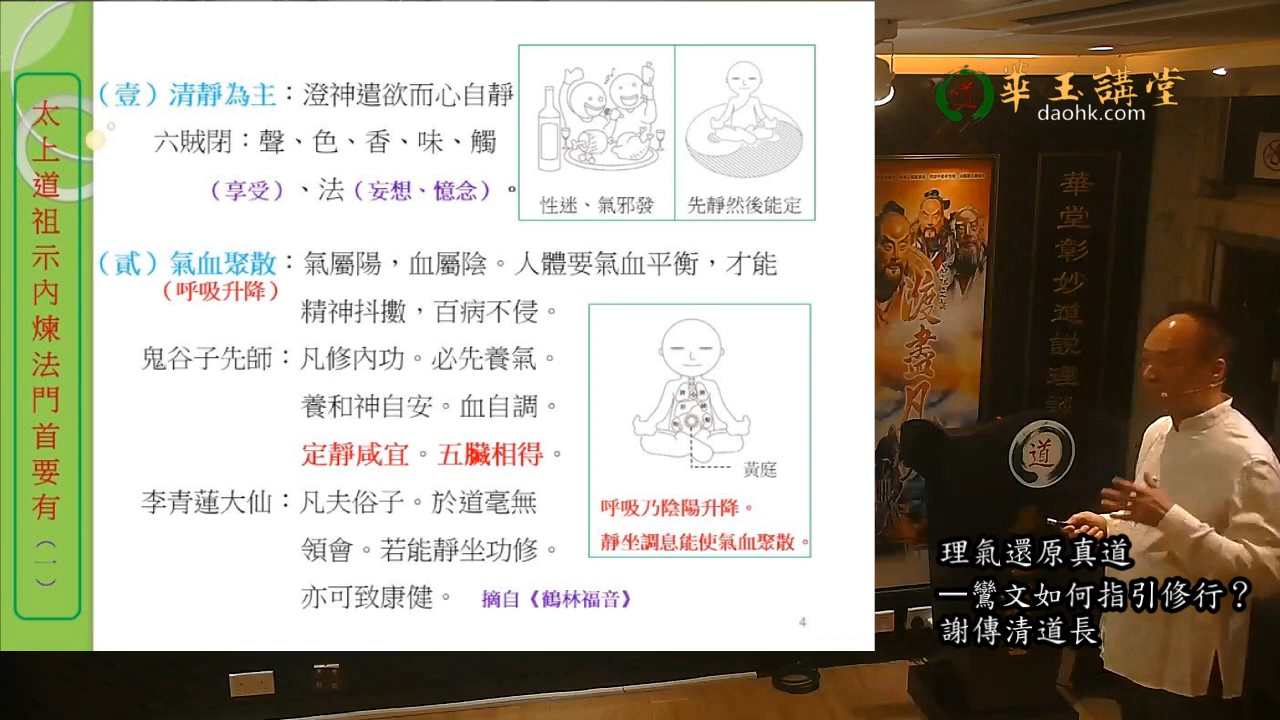 太上道祖示內煉法門首要有(一)
(壹)清靜為主：澄神遣欲而心自靜
六賊閉：聲、色、香、味、觸
(享受)、法(妄想、憶念)。
性迷、氣邪發
先靜然後能定
(貳)氣血聚散：氣屬陽，血屬陰。人體要氣血平衡，才能
(呼吸升降)
精神抖擻，百病不侵。
鬼谷子先師：凡修內功。必先養氣。
養和神自安。血自調。
定靜咸宜。五臟相得。
李青蓮大仙：凡夫俗子。於道毫無
領會。若能靜坐功修。
亦可致康健。 摘自《鶴林福音》
黃庭
呼吸乃陰陽升降。
靜坐調息能使氣血聚散。
4
道 華玉講堂
daohk.com
渡盡凡
華堂彰妙道說理談
道
理氣還原真道
—鸞文如何指引修行？
謝傳清道長